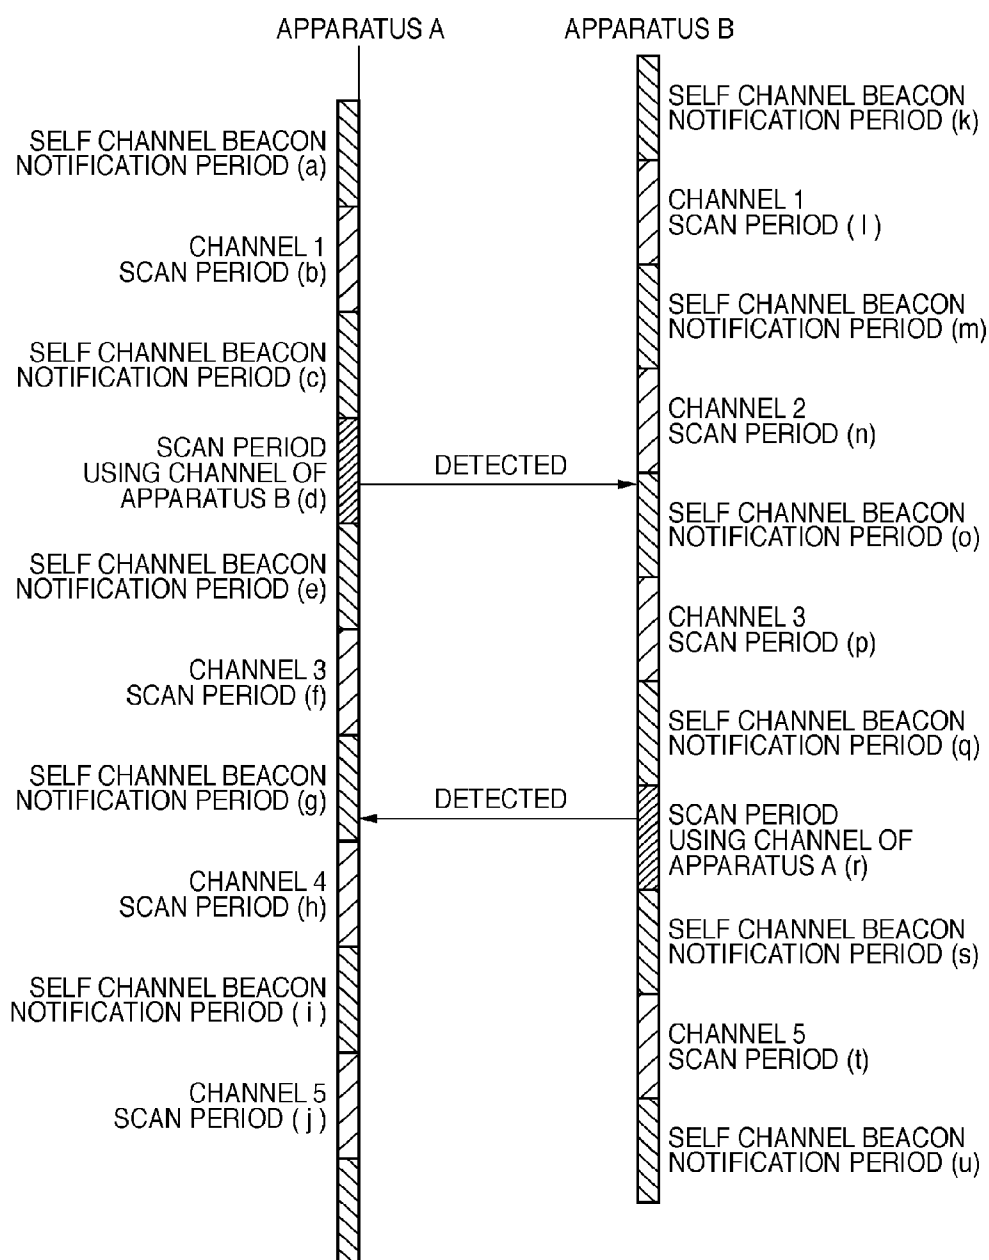 APPARATUS A
APPARATUS B
SELF CHANNEL BEACON
NOTIFICATION PERIOD (a)
CHANNEL 1
SCAN PERIOD (b)
SELF CHANNEL BEACON
NOTIFICATION PERIOD (c)
SCAN PERIOD
USING CHANNEL OF
APPARATUS B (d)
SELF CHANNEL BEACON
NOTIFICATION PERIOD (e)
CHANNEL 3
SCAN PERIOD (f)
SELF CHANNEL BEACON
NOTIFICATION PERIOD (g)
CHANNEL 4
SCAN PERIOD (h)
SELF CHANNEL BEACON
NOTIFICATION PERIOD (i)
CHANNEL 5
SCAN PERIOD (j)
DETECTED
DETECTED
SELF CHANNEL BEACON
NOTIFICATION PERIOD (k)
CHANNEL 1
SCAN PERIOD (l)
SELF CHANNEL BEACON
NOTIFICATION PERIOD (m)
CHANNEL 2
SCAN PERIOD (n)
SELF CHANNEL BEACON
NOTIFICATION PERIOD (o)
CHANNEL 3
SCAN PERIOD (p)
SELF CHANNEL BEACON
NOTIFICATION PERIOD (q)
SCAN PERIOD
USING CHANNEL OF
APPARATUS A (r)
SELF CHANNEL BEACON
NOTIFICATION PERIOD (s)
CHANNEL 5
SCAN PERIOD (t)
SELF CHANNEL BEACON
NOTIFICATION PERIOD (u)